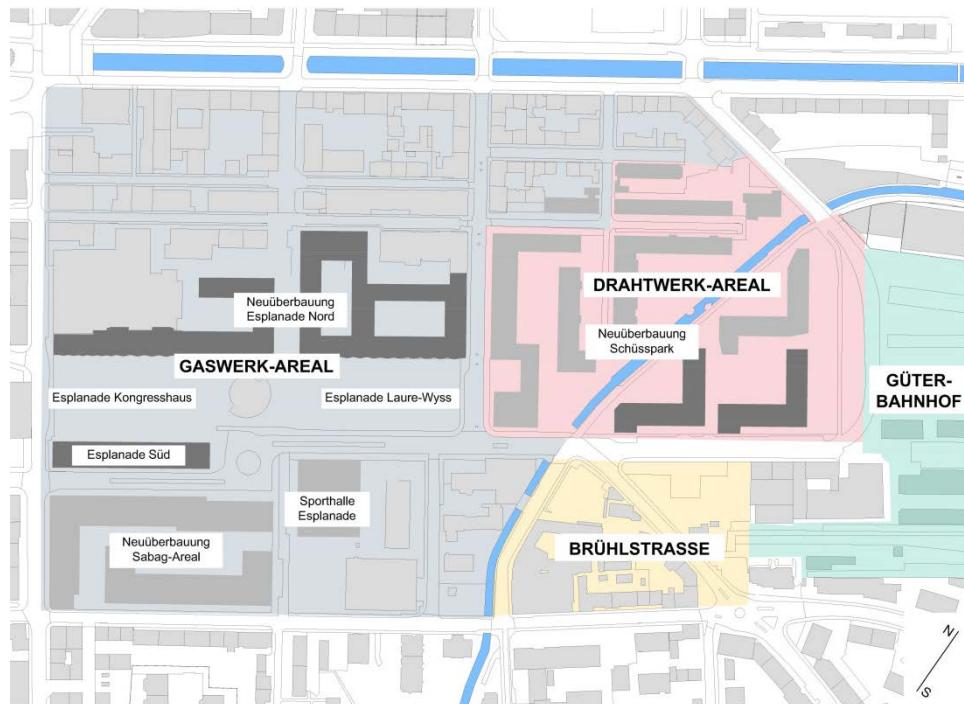 DRAHTWERK-AREAL
Neuüberbauung
Esplanade Nord
Neuüberbauung
Schüsspark
GASWERK-AREAL
GÜTER-
BAHNHOF
Esplanade Kongresshaus
Esplanade Laure-Wyss
Esplanade Süd
Sporthalle
Esplanade
Neuüberbauung
Sabag-Areal
BRÜHLSTRASSE
N
S